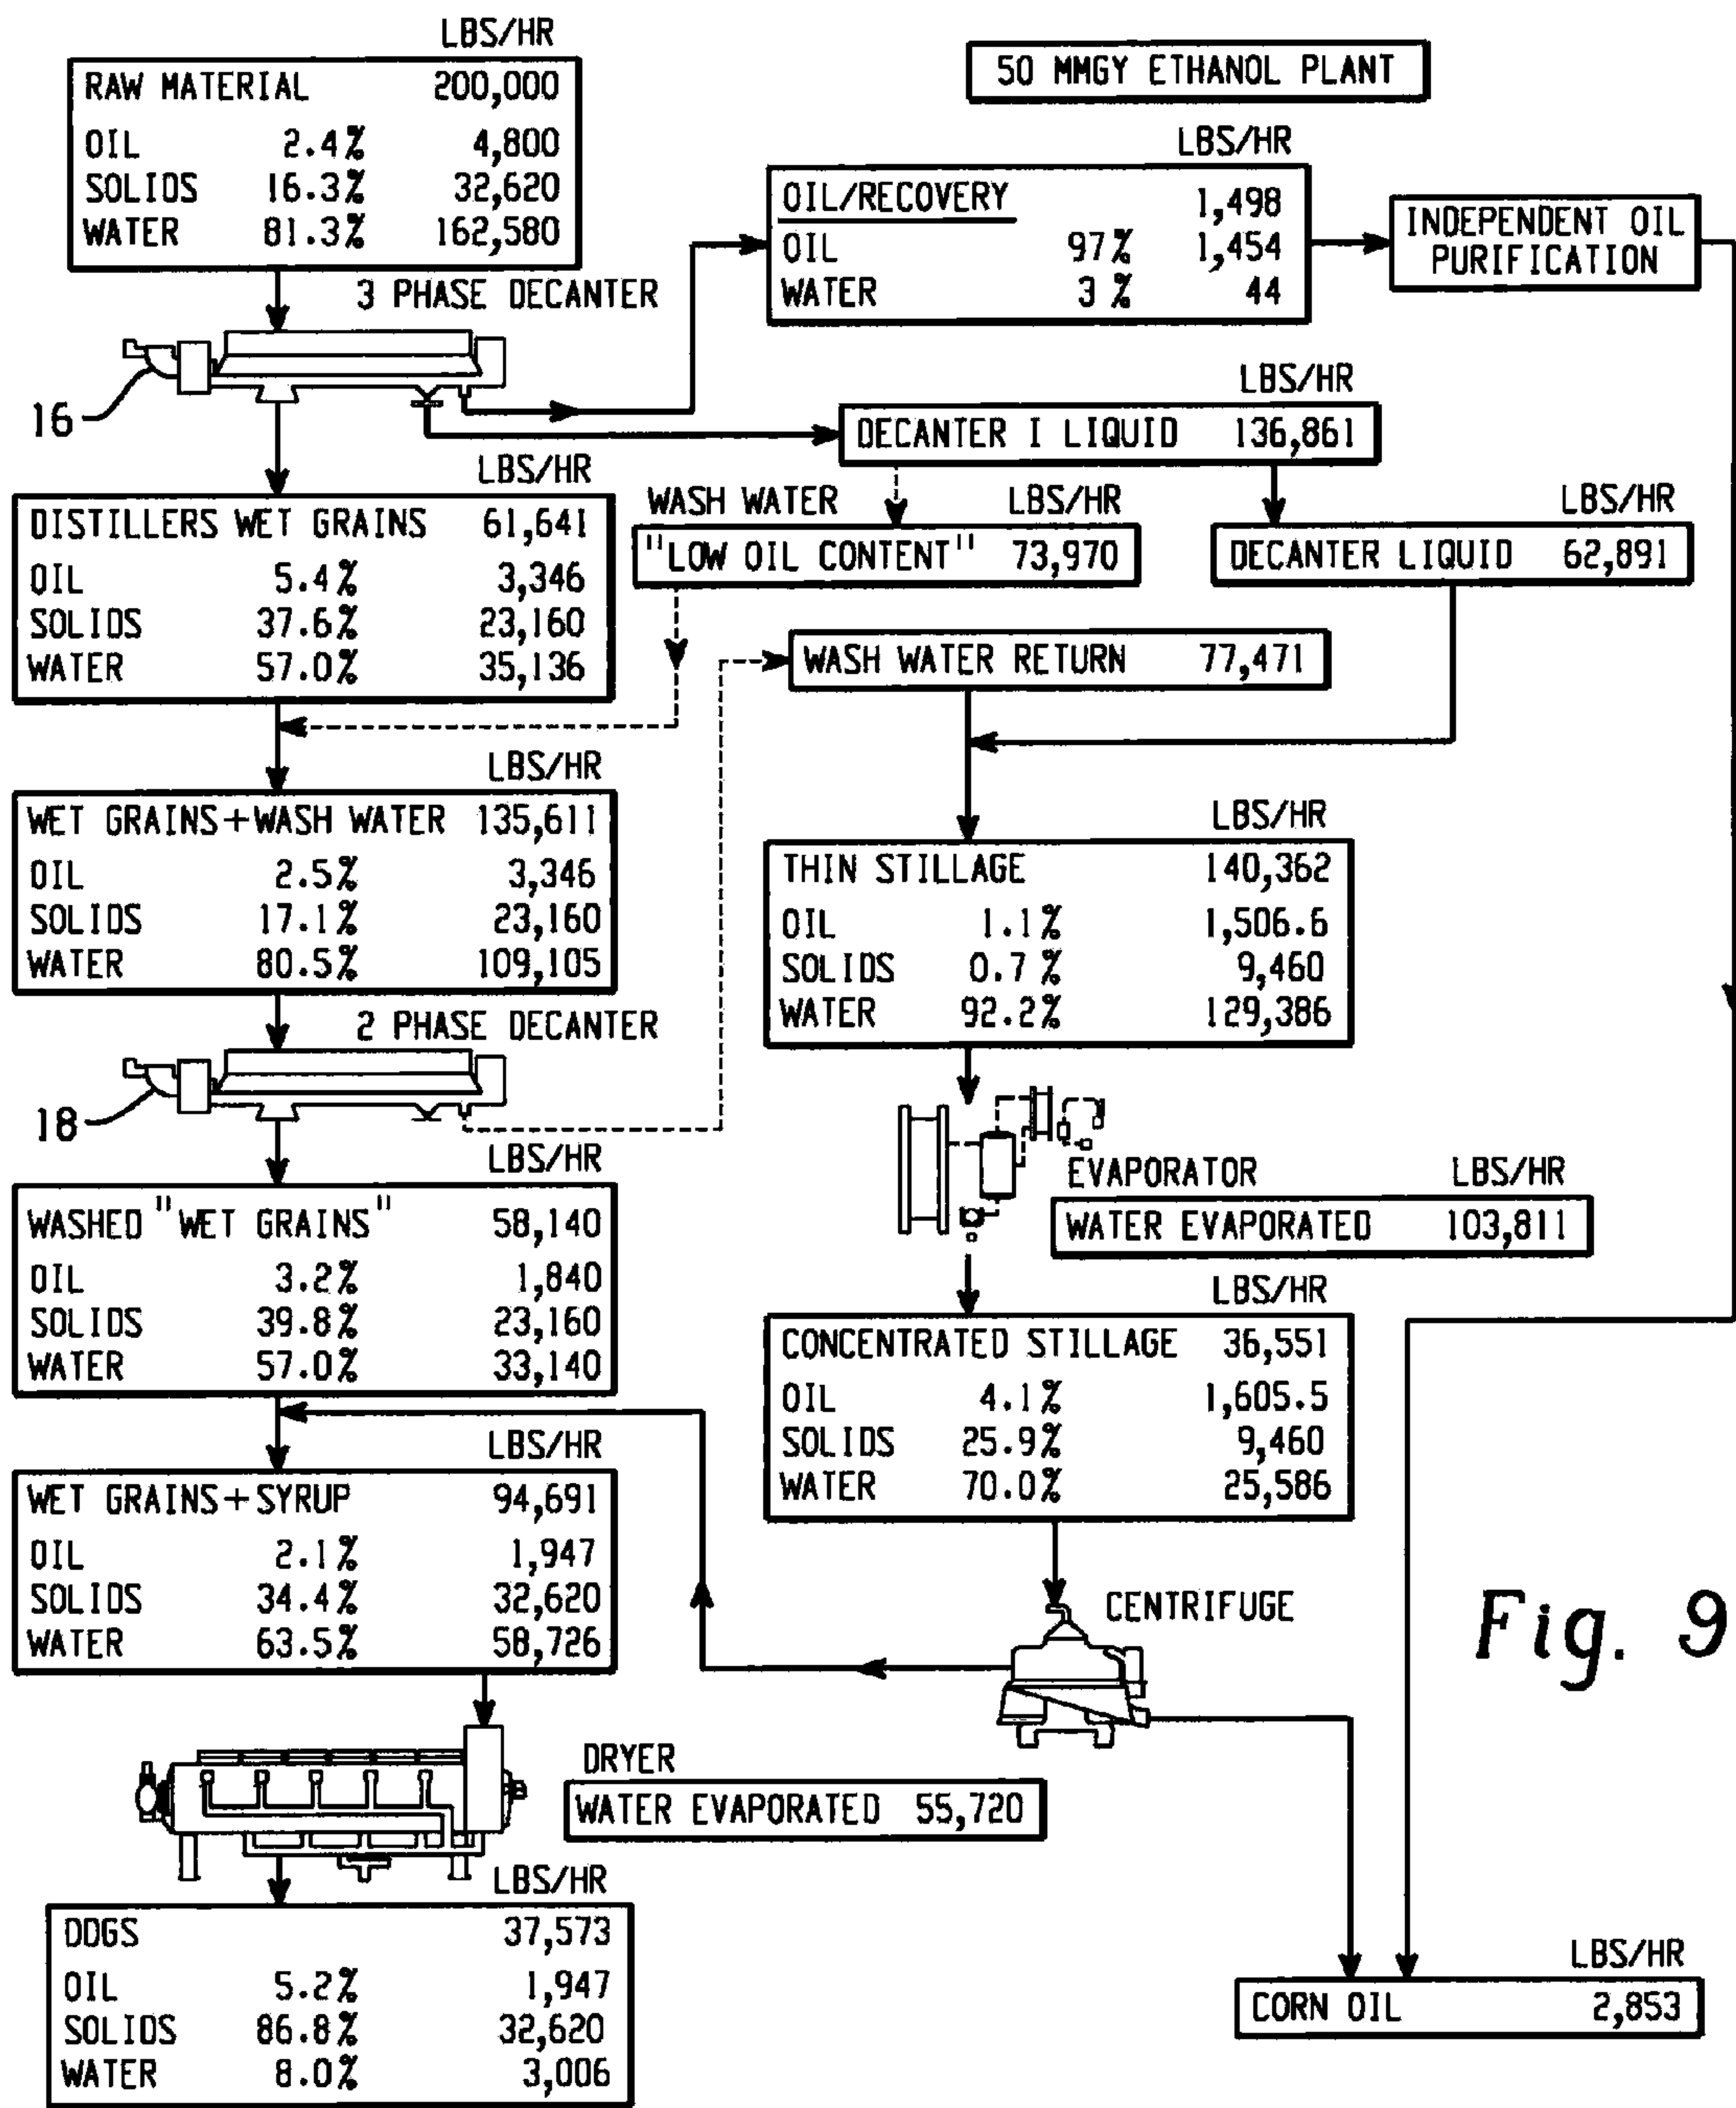 LBS/HR
RAW MATERIAL 200,000
OIL 2.4% 4,800
SOLIDS 16.3% 32,620
WATER 81.3% 162,580
50 MMGY ETHANOL PLANT
3 PHASE DECANTER
16
LBS/HR
OIL/RECOVERY 1,498
OIL 97% 1,454
WATER 3% 44
INDEPENDENT OIL
PURIFICATION
LBS/HR
DECANTER I LIQUID 136,861
LBS/HR
DISTILLERS WET GRAINS 61,641
OIL 5.4% 3,346
SOLIDS 37.6% 23,160
WATER 57.0% 35,136
WASH WATER LBS/HR
"LOW OIL CONTENT" 73,970
LBS/HR
DECANTER LIQUID 62,891
WASH WATER RETURN 77,471
LBS/HR
WET GRAINS+WASH WATER 135,611
OIL 2.5% 3,346
SOLIDS 17.1% 23,160
WATER 80.5% 109,105
LBS/HR
THIN STILLAGE 140,362
OIL 1.1% 1,506.6
SOLIDS 0.7% 9,460
WATER 92.2% 129,386
2 PHASE DECANTER
18
LBS/HR
WASHED "WET GRAINS" 58,140
OIL 3.2% 1,840
SOLIDS 39.8% 23,160
WATER 57.0% 33,140
EVAPORATOR LBS/HR
WATER EVAPORATED 103,811
LBS/HR
CONCENTRATED STILLAGE 36,551
OIL 4.1% 1,605.5
SOLIDS 25.9% 9,460
WATER 70.0% 25,586
LBS/HR
WET GRAINS+SYRUP 94,691
OIL 2.1% 1,947
SOLIDS 34.4% 32,620
WATER 63.5% 58,726
CENTRIFUGE
Fig. 9
DRYER
WATER EVAPORATED 55,720
LBS/HR
DDGS 37,573
OIL 5.2% 1,947
SOLIDS 86.8% 32,620
WATER 8.0% 3,006
LBS/HR
CORN OIL 2,853